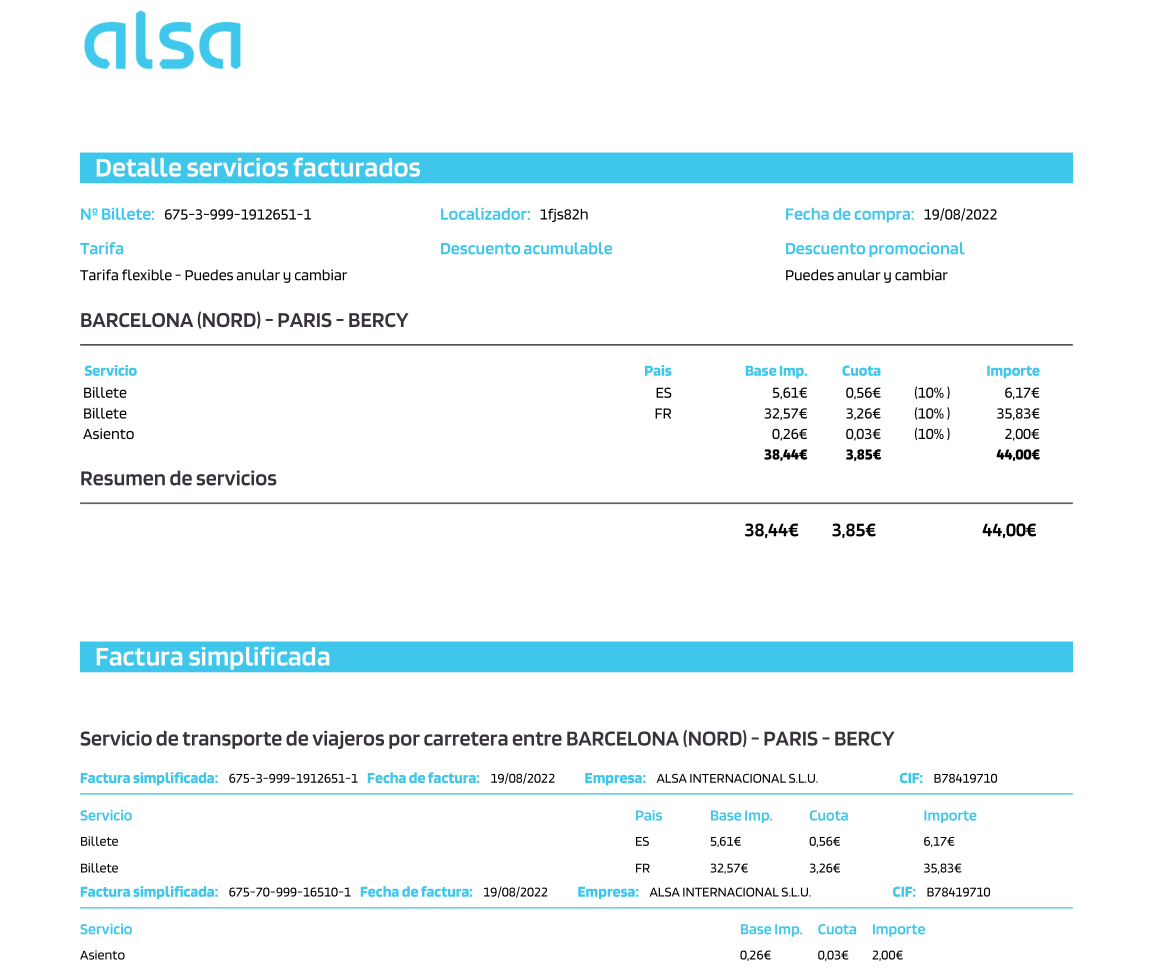 alsa
Detalle servicios facturados
Nº Billete: 675-3-999-1912651-1 Localizador: 1fjs82h Fecha de compra: 19/08/2022
Tarifa Descuento acumulable Descuento promocional
Tarifa flexible - Puedes anular y cambiar Puedes anular y cambiar
BARCELONA (NORD) - PARIS - BERCY
Servicio Pais Base Imp. Cuota Importe
Billete ES 5,61€ 0,56€ (10% ) 6,17€
Billete FR 32,57€ 3,26€ (10% ) 35,83€
Asiento 0,26€ 0,03€ (10% ) 2,00€
38,44€ 3,85€ 44,00€
Resumen de servicios
38,44€ 3,85€ 44,00€
Factura simplificada
Servicio de transporte de viajeros por carretera entre BARCELONA (NORD) - PARIS - BERCY
Factura simplificada: 675-3-999-1912651-1 Fecha de factura: 19/08/2022 Empresa: ALSA INTERNACIONAL S.L.U. CIF: B78419710
Servicio Pais Base Imp. Cuota Importe
Billete ES 5,61€ 0,56€ 6,17€
Billete FR 32,57€ 3,26€ 35,83€
Factura simplificada: 675-70-999-16510-1 Fecha de factura: 19/08/2022 Empresa: ALSA INTERNACIONAL S.L.U. CIF: B78419710
Servicio Base Imp. Cuota Importe
Asiento 0,26€ 0,03€ 2,00€